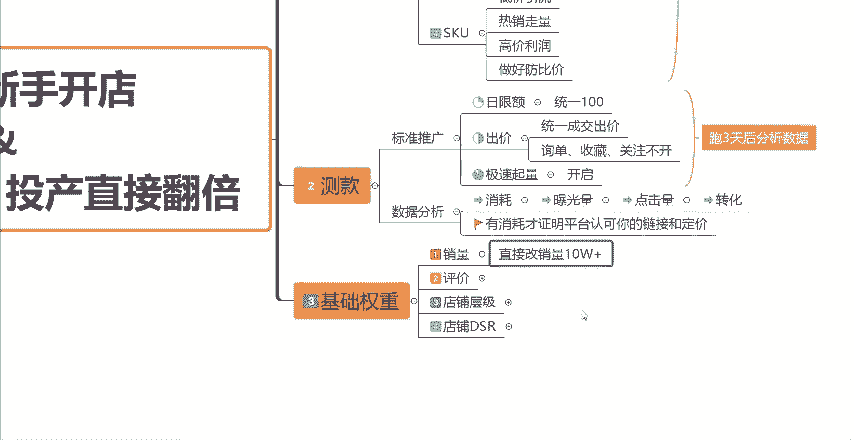 SKU
热销走量
高价利润
做好防比价
新手开店
&
投产直接翻倍
2 测款
标准推广
日限额
统一100
出价
统一成交出价
询单、收藏、关注不开
极速起量
开启
跑3天后分析数据
数据分析
消耗
曝光量
点击量
转化
有消耗才证明平台认可你的链接和定价
3 基础权重
1 销量
直接改销量10W+
2 评价
店铺层级
店铺DSR